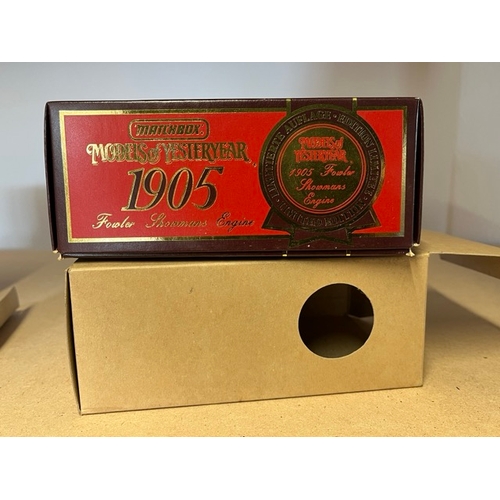 MATCHBOX
MODELS of YESTERYEAR
1905
Fowler Showmans Engine
MODELS of
YESTERYEAR
1905 Fowler
Showmans
Engine